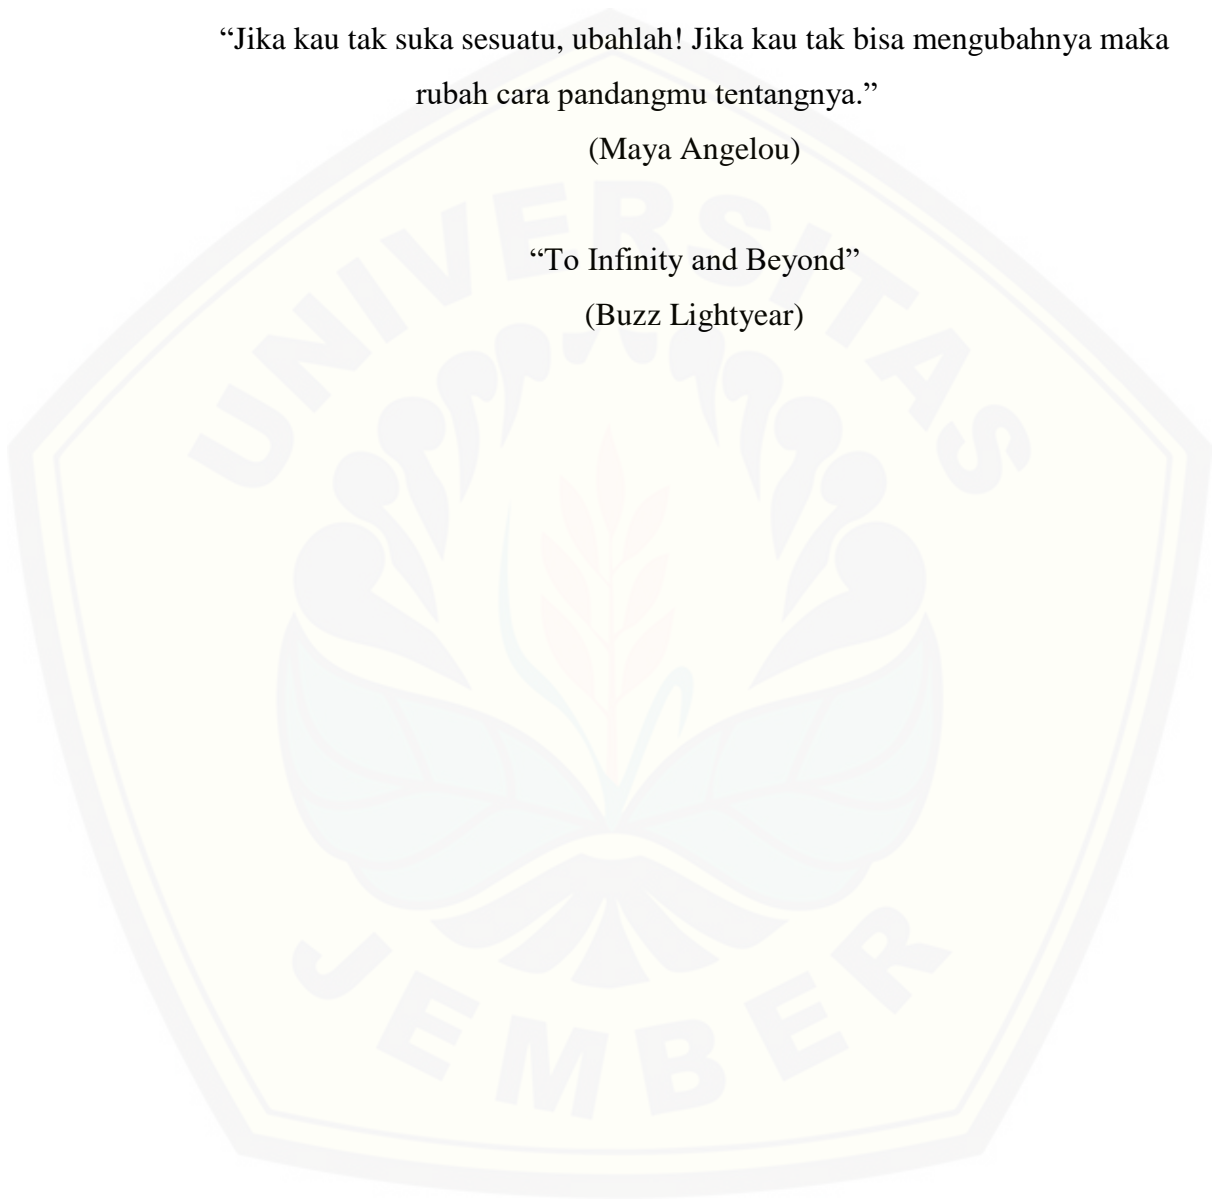 “Jika kau tak suka sesuatu, ubahlah! Jika kau tak bisa mengubahnya maka
rubah cara pandangmu tentangnya.”
(Maya Angelou)
“To Infinity and Beyond”
(Buzz Lightyear)
UNIVERSITAS
JEMBER